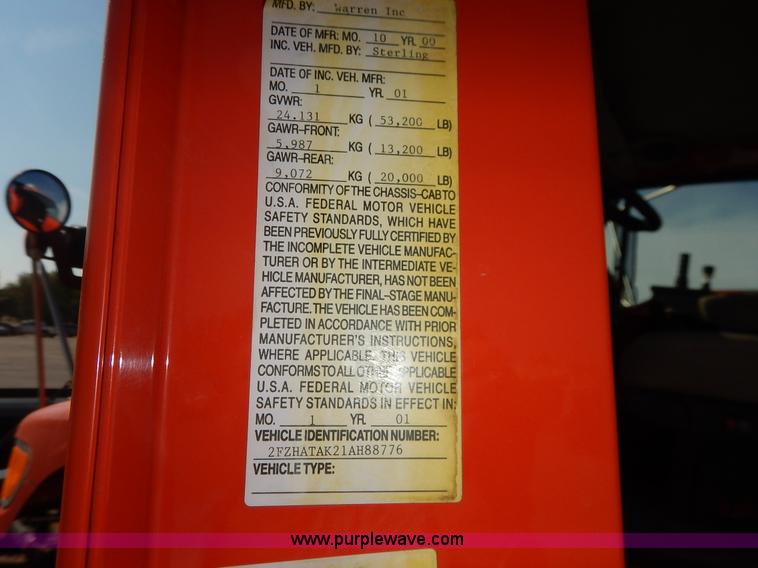 MFD. BY: Warren Inc
DATE OF MFR: MO. 10 YR. 00
INC. VEH. MFD. BY: Sterling
DATE OF INC. VEH. MFR:
MO. 1 YR. 01
GVWR:
24,131 KG ( 53,200 LB)
GAWR-FRONT:
5,987 KG ( 13,200 LB)
GAWR-REAR:
9,072 KG ( 20,000 LB)
CONFORMITY OF THE CHASSIS-CAB TO
U.S.A. FEDERAL MOTOR VEHICLE
SAFETY STANDARDS, WHICH HAVE
BEEN PREVIOUSLY FULLY CERTIFIED BY
THE INCOMPLETE VEHICLE MANUFAC-
TURER OR BY THE INTERMEDIATE VE-
HICLE MANUFACTURER, HAS NOT BEEN
AFFECTED BY THE FINAL-STAGE MANU-
FACTURE. THE VEHICLE HAS BEEN COM-
PLETED IN ACCORDANCE WITH PRIOR
MANUFACTURER'S INSTRUCTIONS,
WHERE APPLICABLE. THIS VEHICLE
CONFORMS TO ALL OTHER APPLICABLE
U.S.A. FEDERAL MOTOR VEHICLE
SAFETY STANDARDS IN EFFECT IN:
MO. 1 YR. 01
VEHICLE IDENTIFICATION NUMBER:
2FZHATAK21AH88776
VEHICLE TYPE:
www.purplewave.com